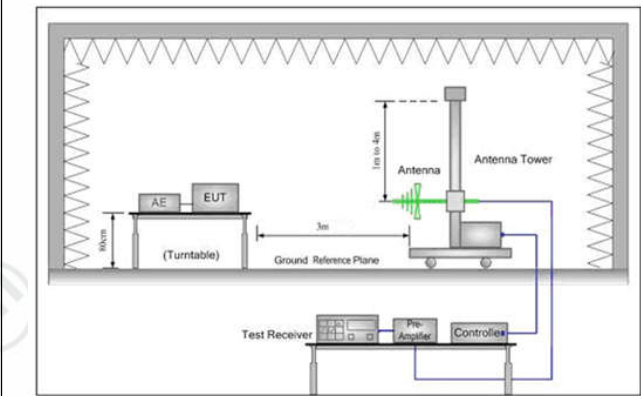 1m to 4m
Antenna Tower
Antenna
AE
EUT
80cm
(Turntable)
3m
Ground Reference Plane
Test Receiver
Pre-
Amplifier
Controller